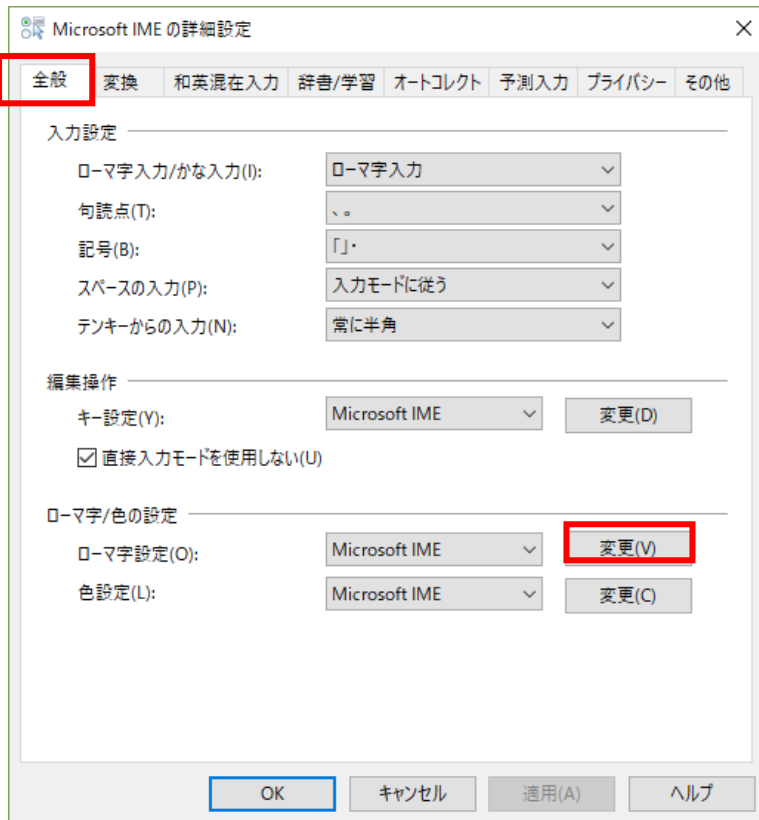 Microsoft IME の詳細設定
全般 変換 和英混在入力 辞書/学習 オートコレクト 予測入力 プライバシー その他
入力設定
ローマ字入力/かな入力(I): ローマ字入力
句読点(T): 、。
記号(B): 「」・
スペースの入力(P): 入力モードに従う
テンキーからの入力(N): 常に半角
編集操作
キー設定(Y): Microsoft IME 変更(D)
直接入力モードを使用しない(U)
ローマ字/色の設定
ローマ字設定(O): Microsoft IME 変更(V)
色設定(L): Microsoft IME 変更(C)
OK キャンセル 適用(A) ヘルプ